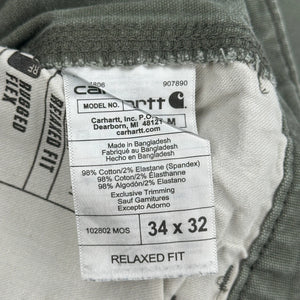 carhartt
907890
MODEL NO.
Carhartt, Inc. P.O.
Dearborn, MI 48121 M
carhartt.com
Made in Bangladesh
Fabriqué au Bangladesh
Hecho en Bangladesh
98% Cotton/2% Elastane (Spandex)
98% Coton/2% Élasthanne
98% Algodón/2% Elastano
Exclusive Trimming
Sauf Garnitures
Excepto Adorno
102802 MOS
34 x 32
RELAXED FIT
RUGGED
FLEX
RELAXED FIT